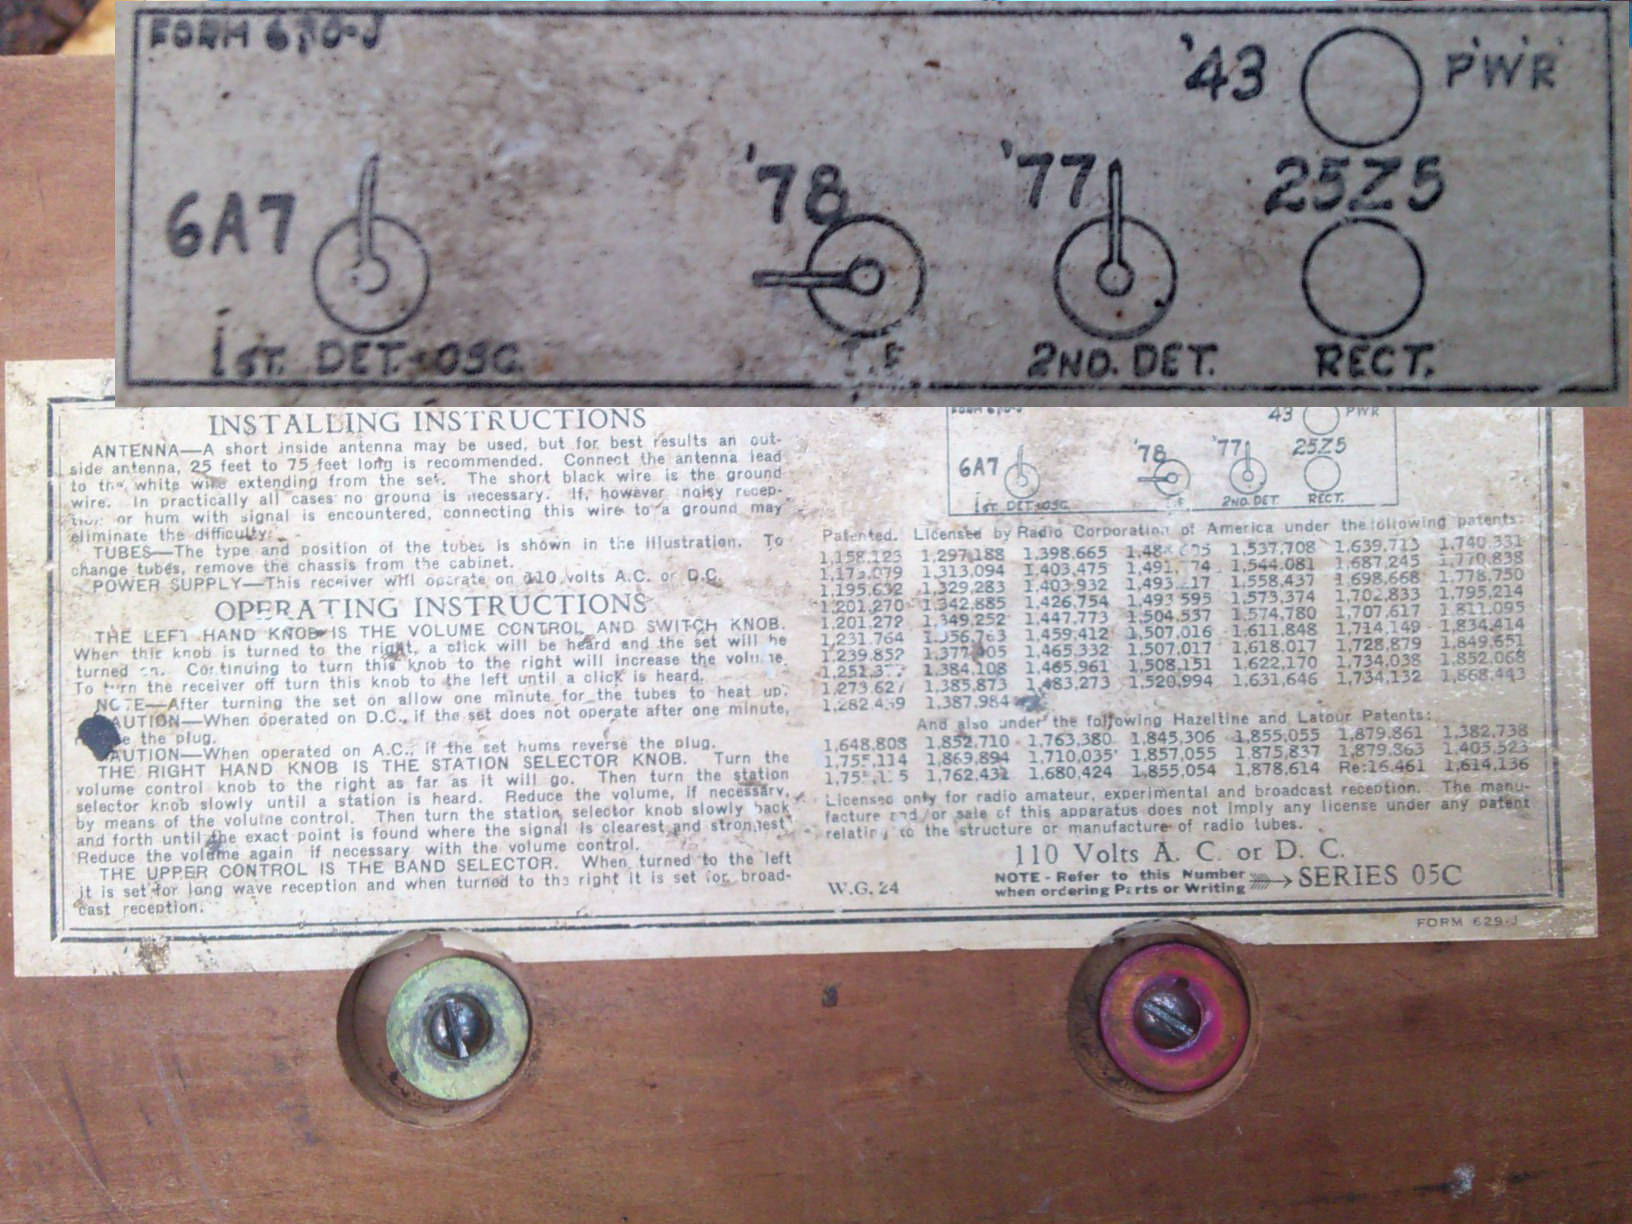 FORM 630-J
'43 PWR
6A7 '78 '77 25Z5
1ST. DET.-OSC. I.F. 2ND. DET. RECT.
INSTALLING INSTRUCTIONS
ANTENNA—A short inside antenna may be used, but for best results an out-
side antenna, 25 feet to 75 feet long is recommended. Connect the antenna lead
to the white wire extending from the set. The short black wire is the ground
wire. In practically all cases no ground is necessary. If, however noisy recep-
tion or hum with signal is encountered, connecting this wire to a ground may
eliminate the difficulty.
TUBES—The type and position of the tubes is shown in the illustration. To
change tubes, remove the chassis from the cabinet.
POWER SUPPLY—This receiver will operate on 110 volts A.C. or D.C.
OPERATING INSTRUCTIONS
THE LEFT HAND KNOB IS THE VOLUME CONTROL AND SWITCH KNOB.
When this knob is turned to the right, a click will be heard and the set will be
turned on. Continuing to turn this knob to the right will increase the volume.
To turn the receiver off turn this knob to the left until a click is heard.
NOTE—After turning the set on allow one minute for the tubes to heat up.
CAUTION—When operated on D.C., if the set does not operate after one minute,
the plug.
CAUTION—When operated on A.C., if the set hums reverse the plug.
THE RIGHT HAND KNOB IS THE STATION SELECTOR KNOB. Turn the
volume control knob to the right as far as it will go. Then turn the station
selector knob slowly until a station is heard. Reduce the volume, if necessary,
by means of the volume control. Then turn the station selector knob slowly back
and forth until the exact point is found where the signal is clearest and strongest
Reduce the volume again if necessary with the volume control.
THE UPPER CONTROL IS THE BAND SELECTOR. When turned to the left
it is set for long wave reception and when turned to the right it is set for broad-
cast reception.
43 PWR
6A7 '78 '77 25Z5
1ST. DET.-OSC. I.F. 2ND. DET. RECT.
Patented. Licensed by Radio Corporation of America under the following patents:
1,158,123 1,297,188 1,398,665 1,537,708 1,639,713 1,740,331
1,313,094 1,403,475 1,544,081 1,687,245 1,770,838
1,195,632 1,329,283 1,403,932 1,558,437 1,698,668 1,778,750
1,201,270 1,342,885 1,426,754 1,493,595 1,573,374 1,702,833 1,795,214
1,201,272 1,349,252 1,447,773 1,504,537 1,574,780 1,707,617 1,811,095
1,231,764 1,356,763 1,459,412 1,507,016 1,611,848 1,714,149 1,834,414
1,239,852 1,465,332 1,507,017 1,618,017 1,728,879 1,849,651
1,384,108 1,465,961 1,508,151 1,622,170 1,734,038 1,852,068
1,273,627 1,385,873 1,483,273 1,520,994 1,631,646 1,734,132 1,868,443
1,282,439 1,387,984
And also under the following Hazeltine and Latour Patents:
1,648,808 1,852,710 1,763,380 1,845,306 1,855,055 1,879,861 1,382,738
1,755,114 1,869,894 1,710,035 1,857,055 1,875,837 1,879,863 1,405,523
1,755,115 1,762,431 1,680,424 1,855,054 1,878,614 Re:16,461 1,614,136
Licensed only for radio amateur, experimental and broadcast reception. The manu-
facture and/or sale of this apparatus does not imply any license under any patent
relating to the structure or manufacture of radio tubes.
110 Volts A. C. or D. C.
W.G. 24
NOTE - Refer to this Number
when ordering Parts or Writing → SERIES 05C
FORM 629-J